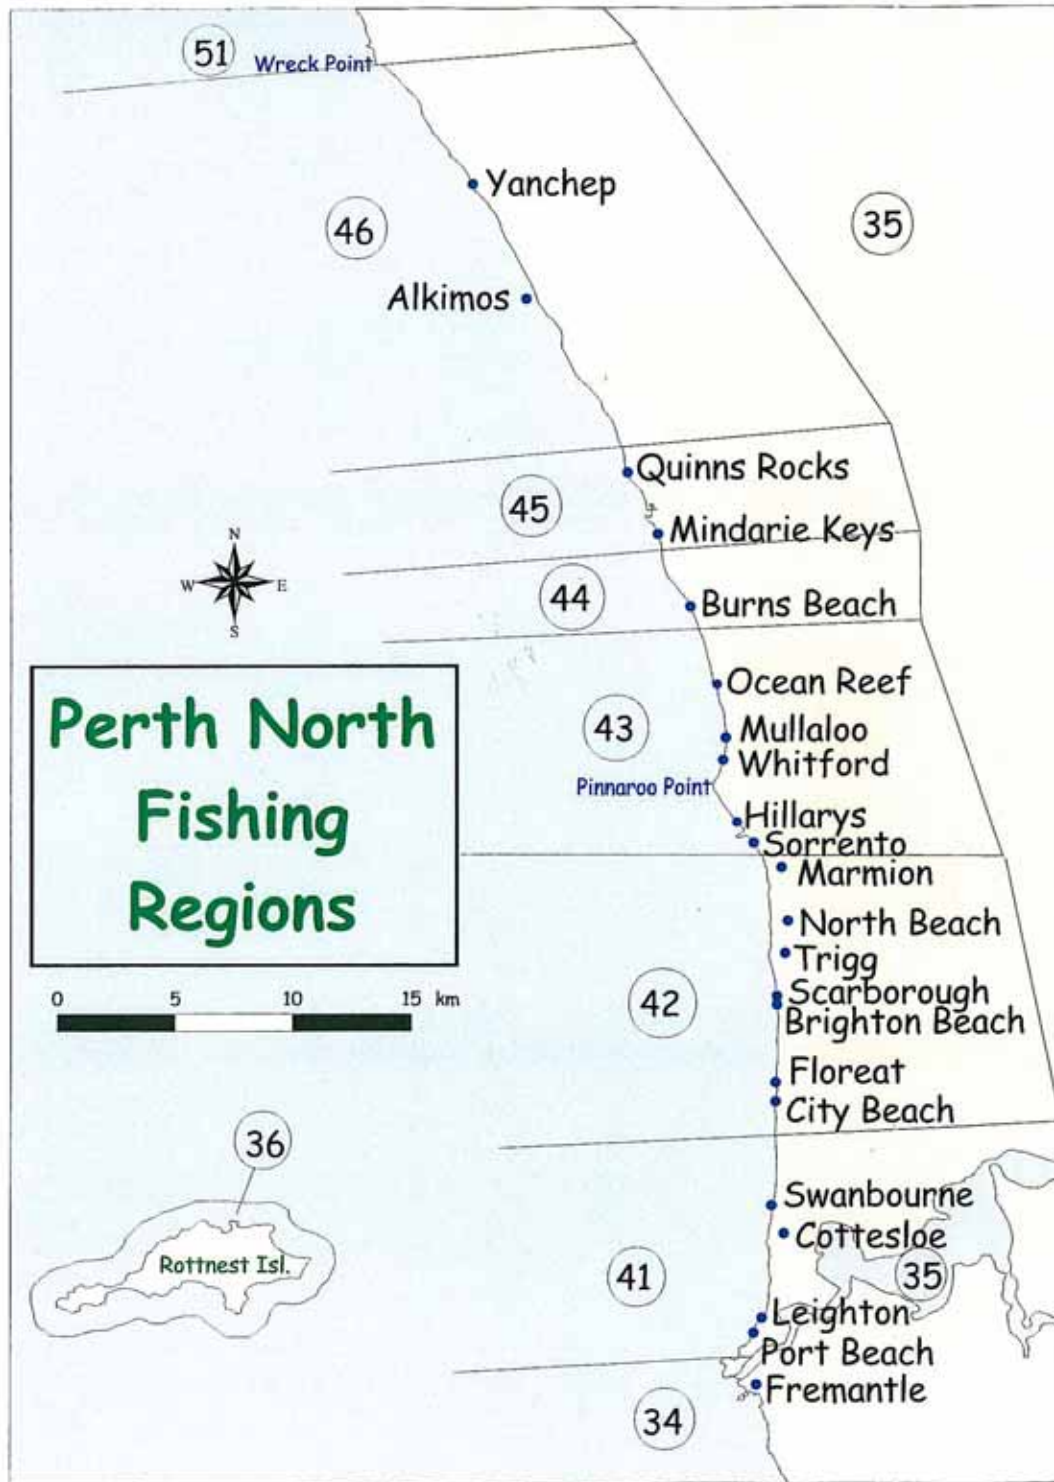 51
Wreck Point
Yanchep
46
35
Alkimos
Quinns Rocks
45
Mindarie Keys
N
W E
S
44
Burns Beach
Perth North
Fishing
Regions
Ocean Reef
43
Mullaloo
Whitford
Pinnaroo Point
Hillarys
Sorrento
Marmion
North Beach
Trigg
0 5 10 15 km
42
Scarborough
Brighton Beach
Floreat
City Beach
36
Rottnest Isl.
Swanbourne
Cottesloe
41
35
Leighton
Port Beach
Fremantle
34